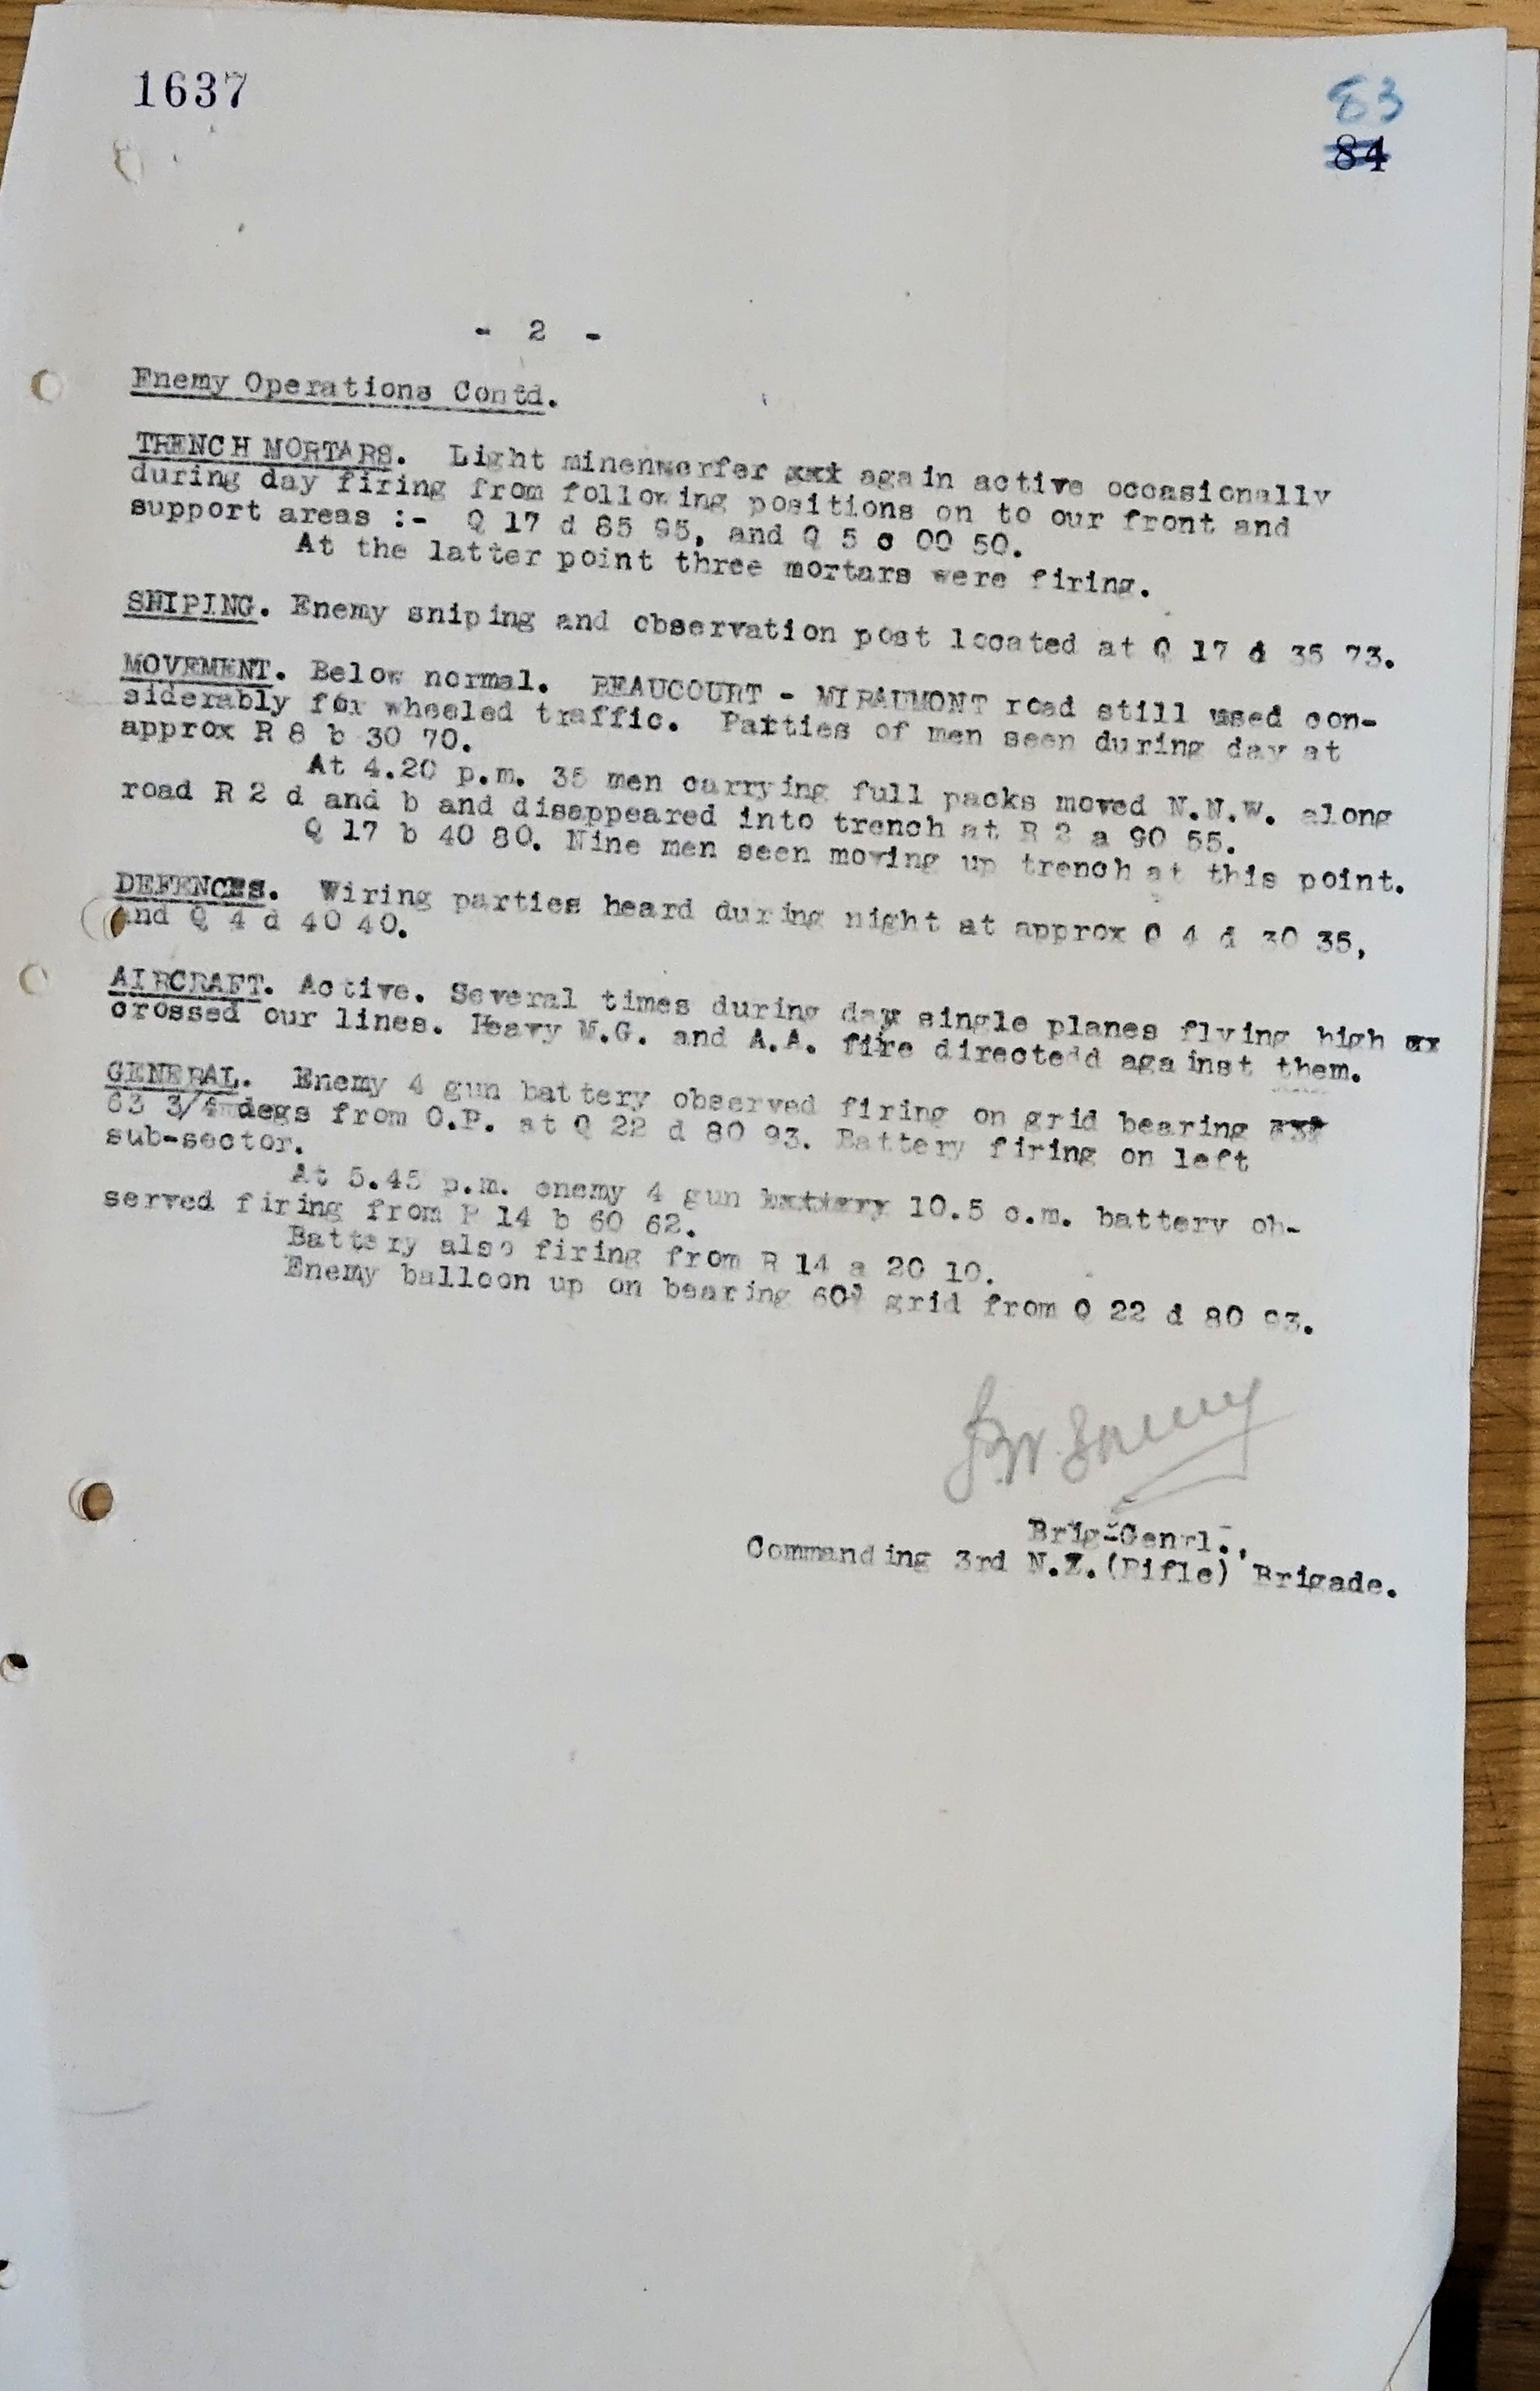 1637
83
84
- 2 -
Enemy Operations Contd.
TRENCH MORTARS. Light minenwerfer xxt again active occasionally
during day firing from following positions on to our front and
support areas :- Q 17 d 85 95, and Q 5 c 00 50.
At the latter point three mortars were firing.
SNIPING. Enemy sniping and observation post located at Q 17 d 35 73.
MOVEMENT. Below normal. BEAUCOURT - MIRAUMONT road still used con-
siderably for wheeled traffic. Parties of men seen during day at
approx R 8 b 30 70.
At 4.20 p.m. 35 men carrying full packs moved N.N.W. along
road R 2 d and b and disappeared into trench at R 2 a 90 55.
Q 17 b 40 80. Nine men seen moving up trench at this point.
DEFENCES. Wiring parties heard during night at approx Q 4 d 30 35,
and Q 4 d 40 40.
AIRCRAFT. Active. Several times during day single planes flying high
crossed our lines. Heavy M.G. and A.A. fire directedd against them.
GENERAL. Enemy 4 gun battery observed firing on grid bearing
63 3/4 degs from O.P. at Q 22 d 80 93. Battery firing on left
sub-sector.
At 5.45 p.m. enemy 4 gun battery 10.5 c.m. battery ob-
served firing from R 14 b 60 62.
Battery also firing from R 14 a 20 10.
Enemy balloon up on bearing 60 grid from Q 22 d 80 93.
Brig-Genrl.,
Commanding 3rd N.Z.(Rifle) Brigade.